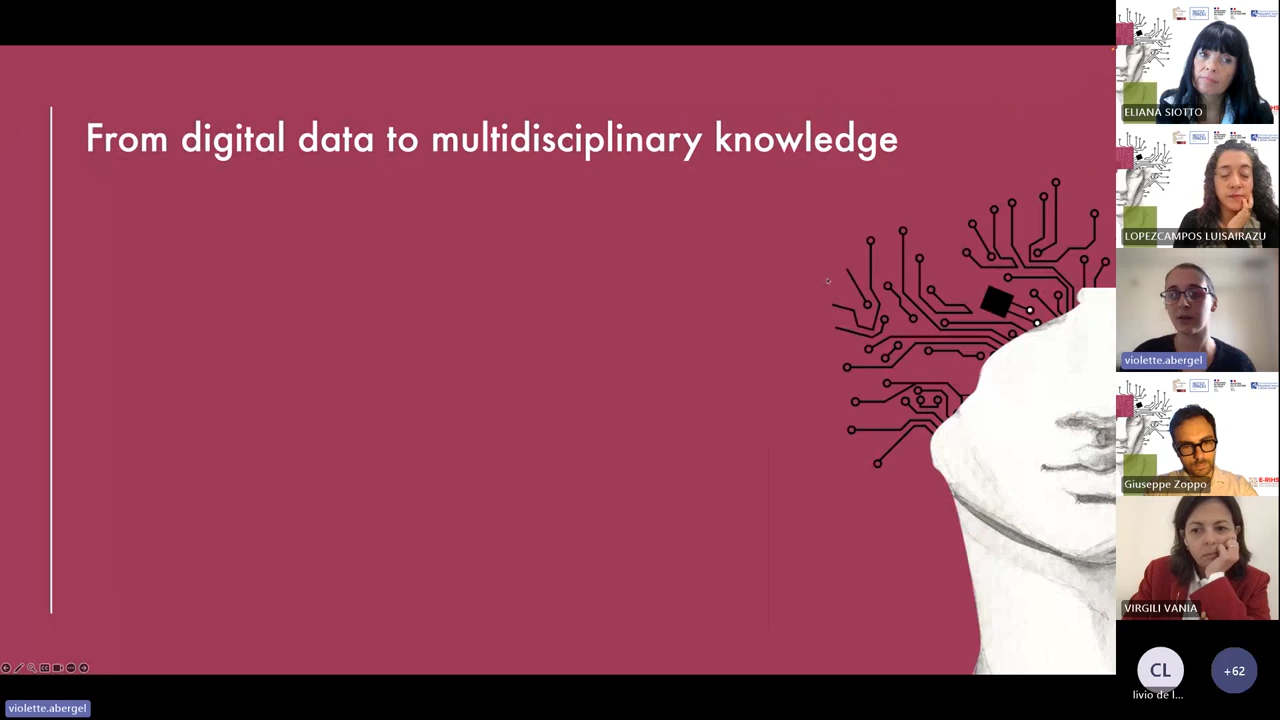 From digital data to multidisciplinary knowledge
ELIANA SIOTTO
LOPEZCAMPOS LUISAIRAZU
violette.abergel
Giuseppe Zoppo
E-RIHS
VIRGILI VANIA
CL
livio de l...
+62
violette.abergel